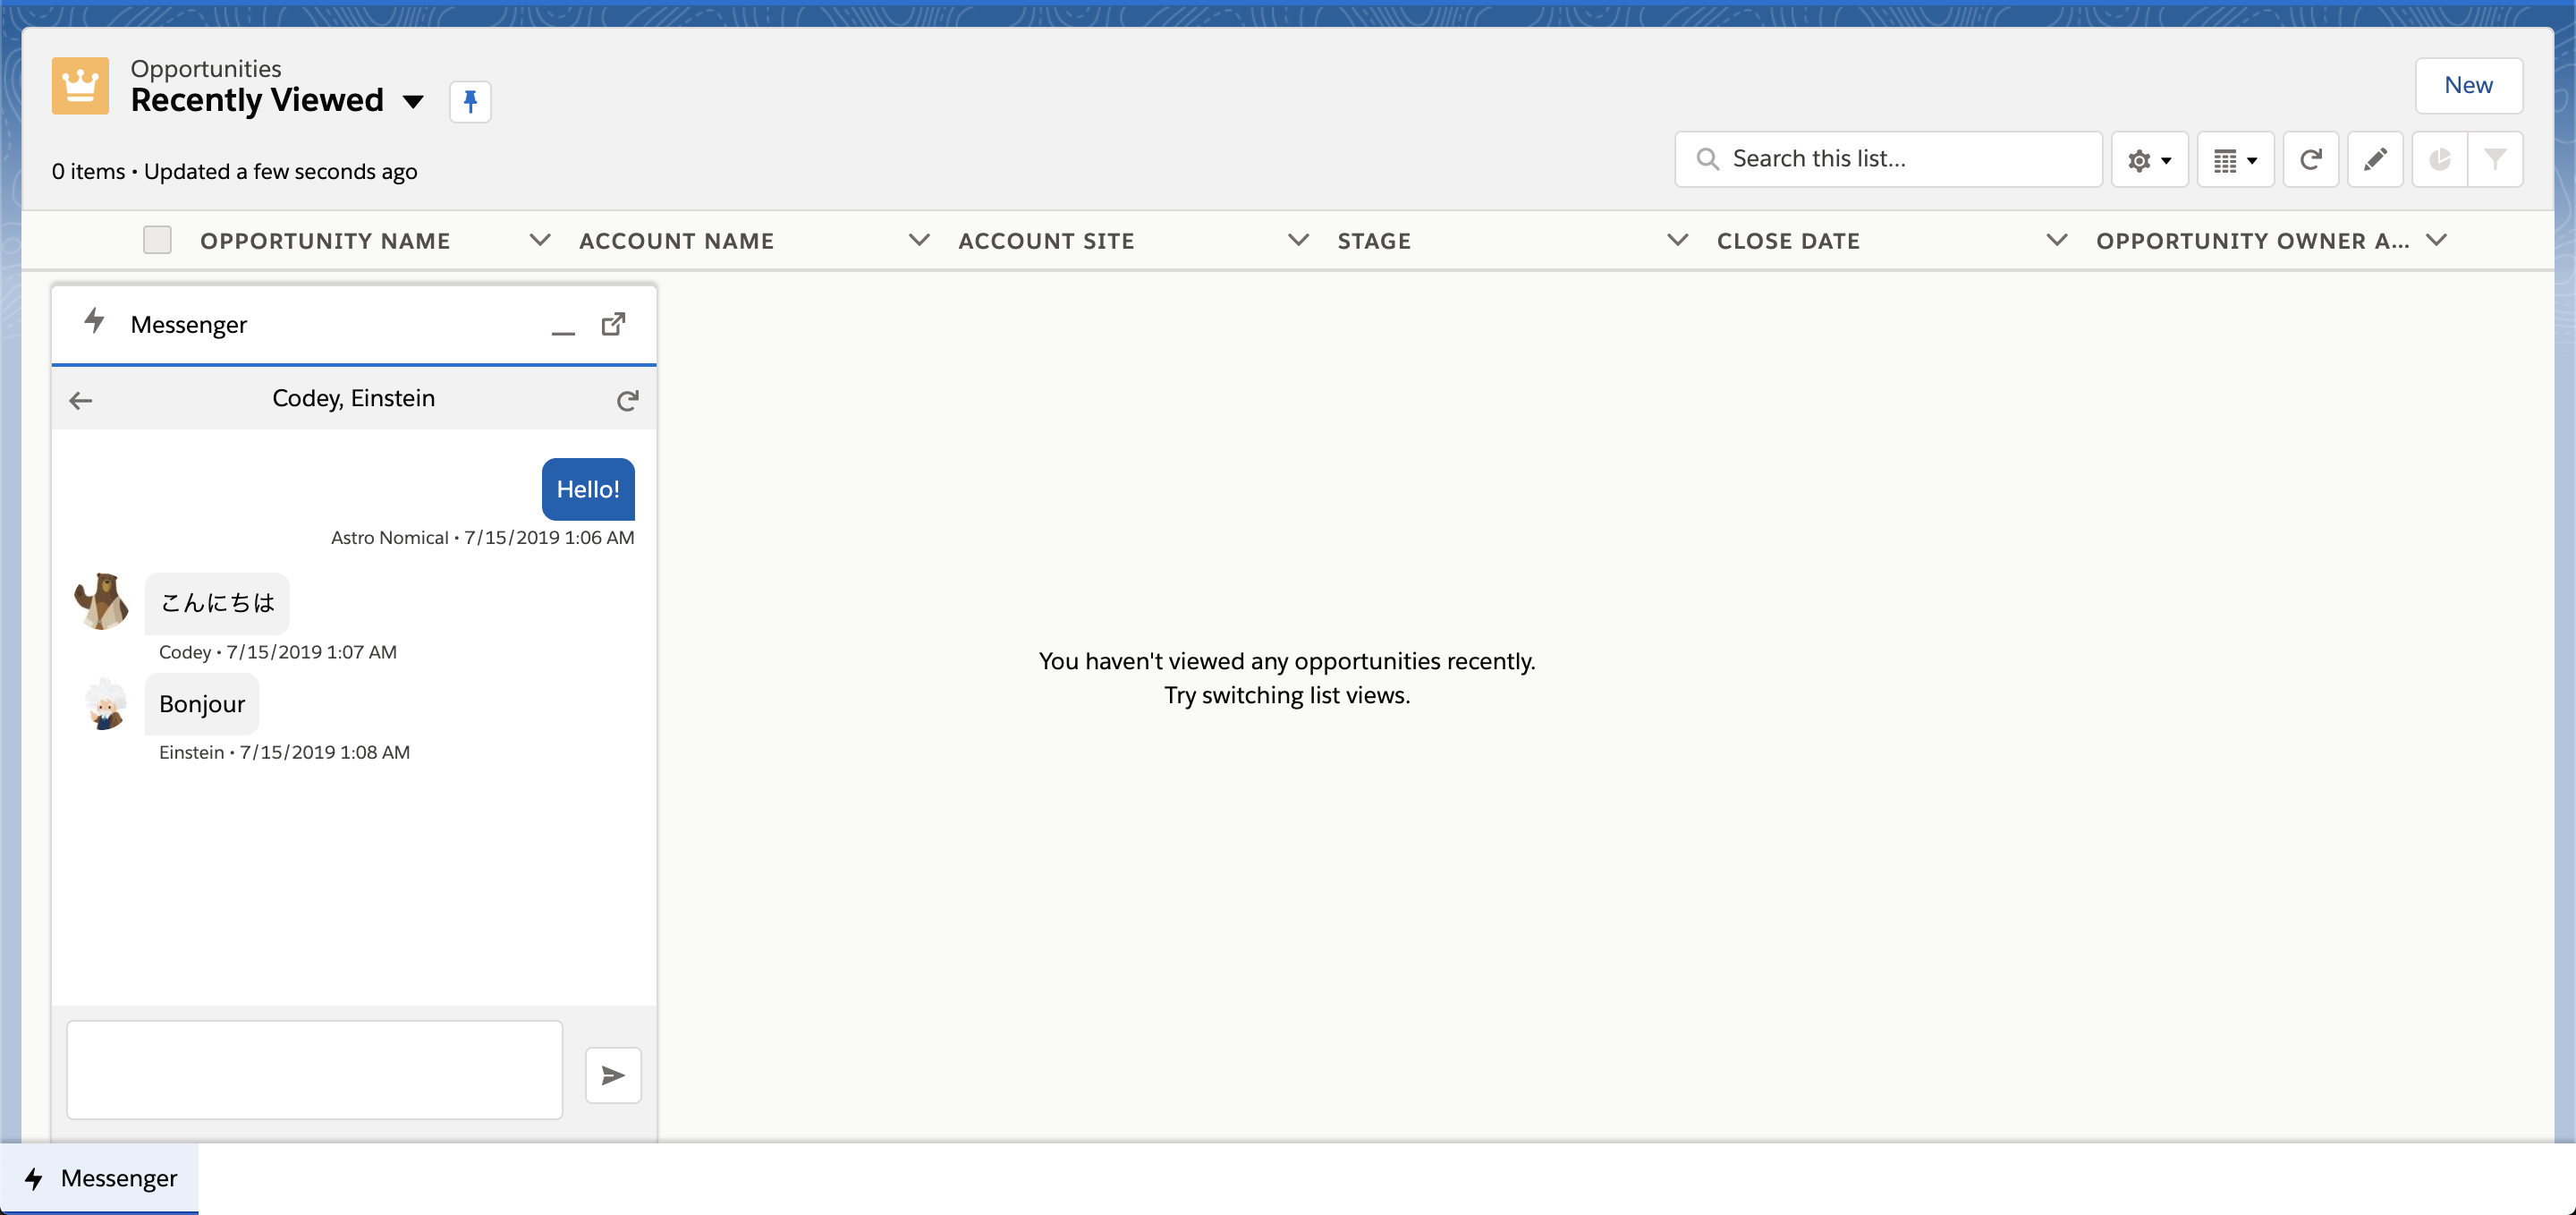 Opportunities
Recently Viewed
New
0 items • Updated a few seconds ago
Search this list...
OPPORTUNITY NAME ACCOUNT NAME ACCOUNT SITE STAGE CLOSE DATE OPPORTUNITY OWNER A...
Messenger
Codey, Einstein
Hello!
Astro Nomical • 7/15/2019 1:06 AM
こんにちは
Codey • 7/15/2019 1:07 AM
Bonjour
Einstein • 7/15/2019 1:08 AM
You haven't viewed any opportunities recently.
Try switching list views.
Messenger